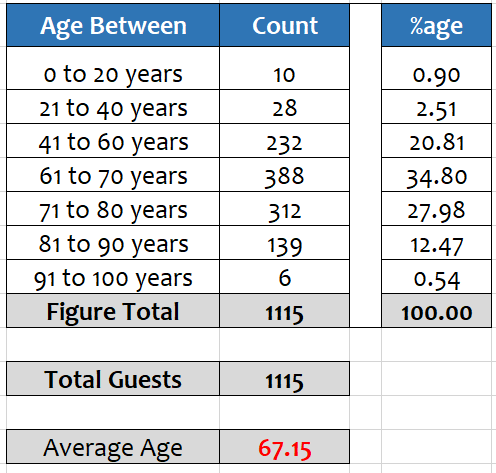 Age Between Count %age
0 to 20 years 10 0.90
21 to 40 years 28 2.51
41 to 60 years 232 20.81
61 to 70 years 388 34.80
71 to 80 years 312 27.98
81 to 90 years 139 12.47
91 to 100 years 6 0.54
Figure Total 1115 100.00
Total Guests 1115
Average Age 67.15